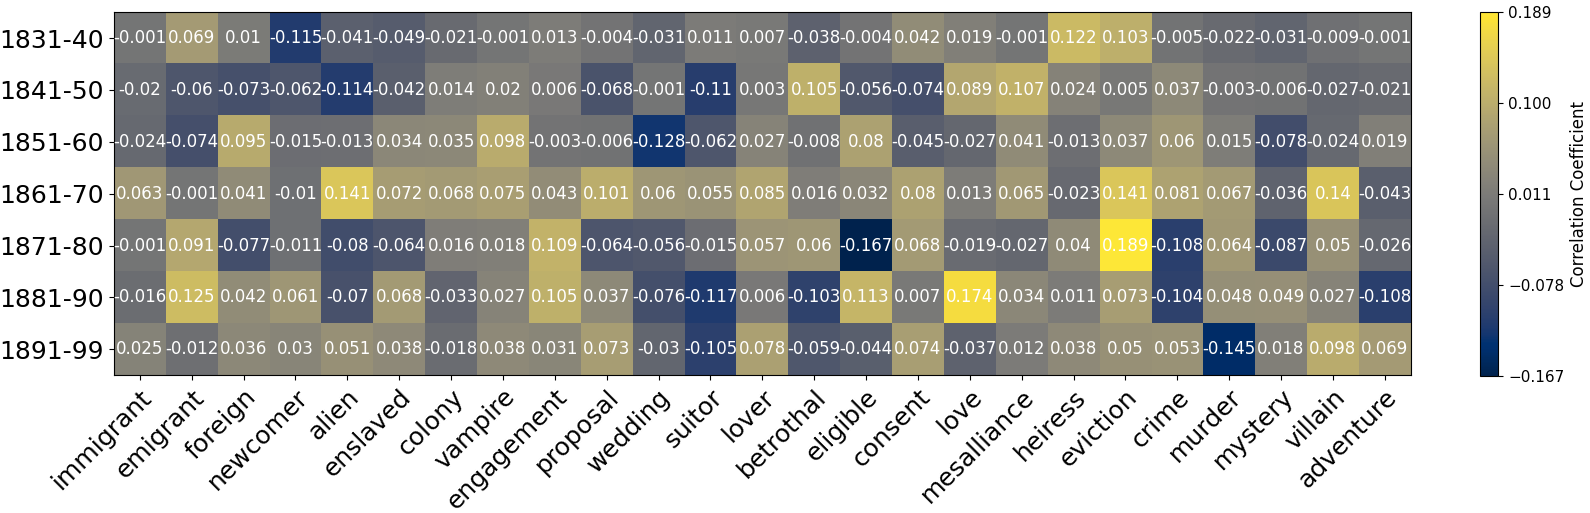 1831-40 -0.001 0.069 0.01 -0.115 -0.041 -0.049 -0.021 -0.001 0.013 -0.004 -0.031 0.011 0.007 -0.038 -0.004 0.042 0.019 -0.001 0.122 0.103 -0.005 -0.022 -0.031 -0.009 -0.001
1841-50 -0.02 -0.06 -0.073 -0.062 -0.114 -0.042 0.014 0.02 0.006 -0.068 -0.001 -0.11 0.003 0.105 -0.056 -0.074 0.089 0.107 0.024 0.005 0.037 -0.003 -0.006 -0.027 -0.021
1851-60 -0.024 -0.074 0.095 -0.015 -0.013 0.034 0.035 0.098 -0.003 -0.006 -0.128 -0.062 0.027 -0.008 0.08 -0.045 -0.027 0.041 -0.013 0.037 0.06 0.015 -0.078 -0.024 0.019
1861-70 0.063 -0.001 0.041 -0.01 0.141 0.072 0.068 0.075 0.043 0.101 0.06 0.055 0.085 0.016 0.032 0.08 0.013 0.065 -0.023 0.141 0.081 0.067 -0.036 0.14 -0.043
1871-80 -0.001 0.091 -0.077 -0.011 -0.08 -0.064 0.016 0.018 0.109 -0.064 -0.056 -0.015 0.057 0.06 -0.167 0.068 -0.019 -0.027 0.04 0.189 -0.108 0.064 -0.087 0.05 -0.026
1881-90 -0.016 0.125 0.042 0.061 -0.07 0.068 -0.033 0.027 0.105 0.037 -0.076 -0.117 0.006 -0.103 0.113 0.007 0.174 0.034 0.011 0.073 -0.104 0.048 0.049 0.027 -0.108
1891-99 0.025 -0.012 0.036 0.03 0.051 0.038 -0.018 0.038 0.031 0.073 -0.03 -0.105 0.078 -0.059 -0.044 0.074 -0.037 0.012 0.038 0.05 0.053 -0.145 0.018 0.098 0.069
immigrant
emigrant
foreign
newcomer
alien
enslaved
colony
vampire
engagement
proposal
wedding
suitor
lover
betrothal
eligible
consent
love
mesalliance
heiress
eviction
crime
murder
mystery
villain
adventure
0.189
0.100
0.011
−0.078
−0.167
Correlation Coefficient